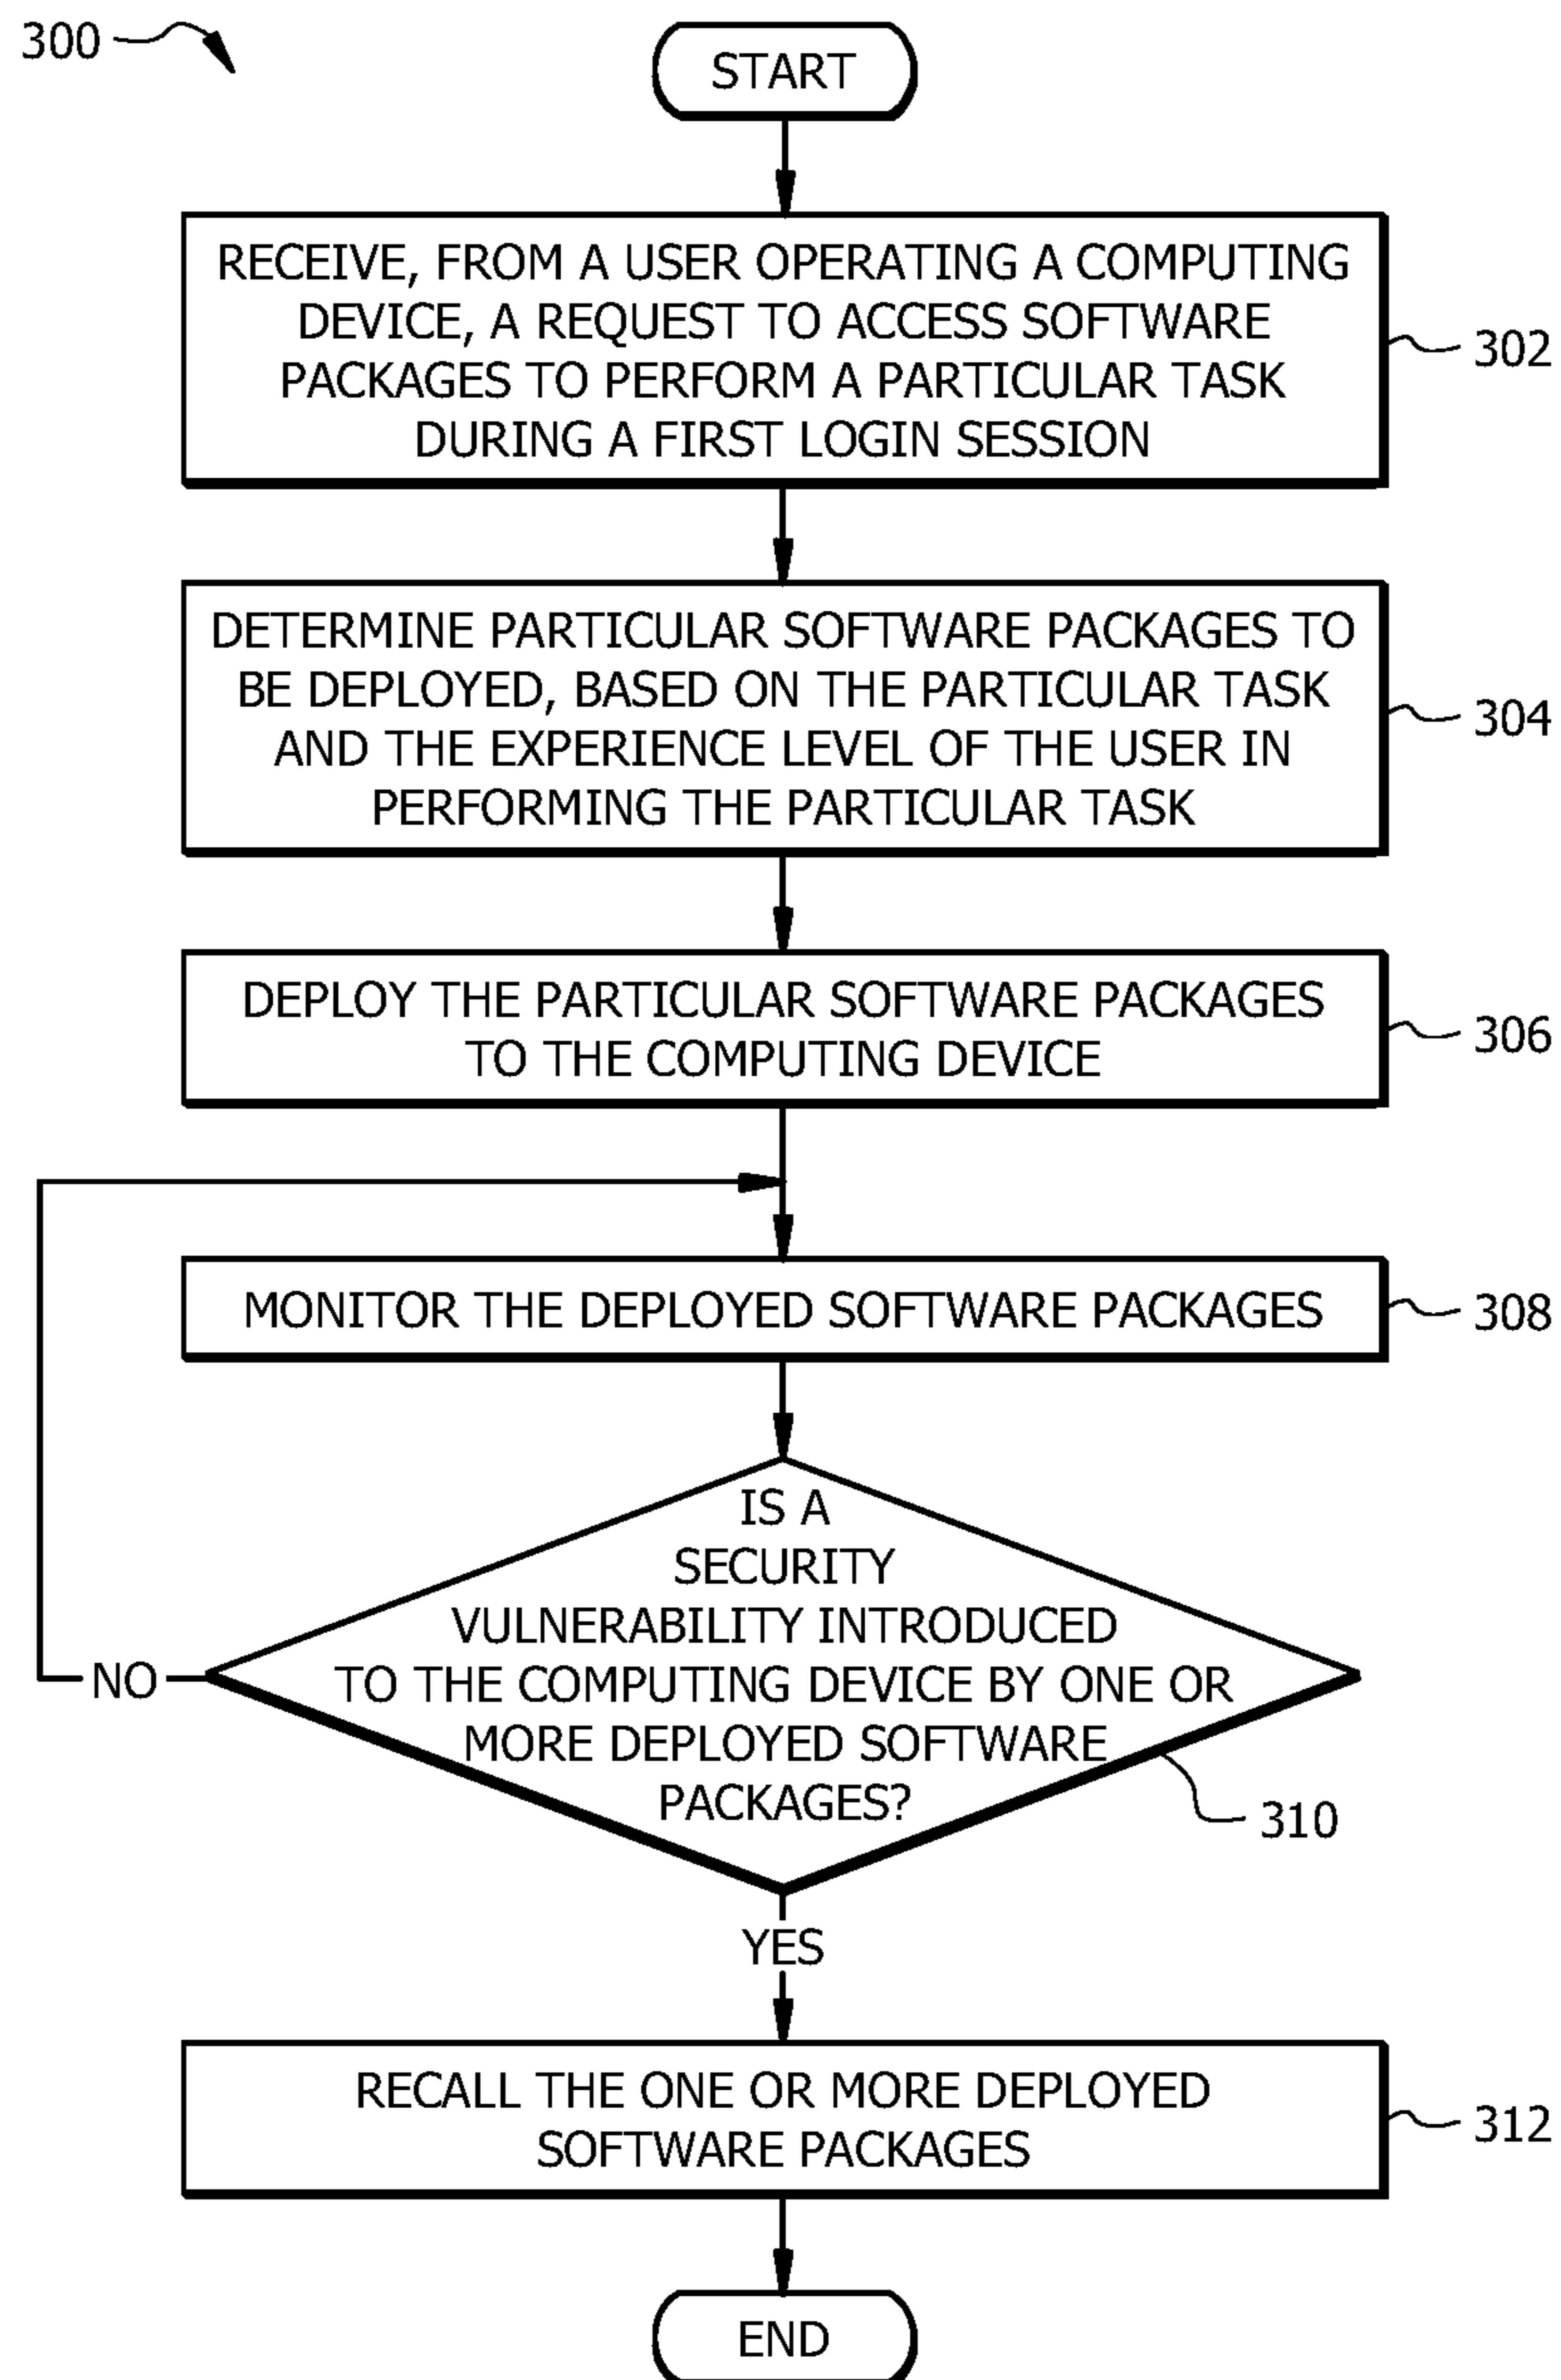 300
START
RECEIVE, FROM A USER OPERATING A COMPUTING
DEVICE, A REQUEST TO ACCESS SOFTWARE
PACKAGES TO PERFORM A PARTICULAR TASK
DURING A FIRST LOGIN SESSION
302
DETERMINE PARTICULAR SOFTWARE PACKAGES TO
BE DEPLOYED, BASED ON THE PARTICULAR TASK
AND THE EXPERIENCE LEVEL OF THE USER IN
PERFORMING THE PARTICULAR TASK
304
DEPLOY THE PARTICULAR SOFTWARE PACKAGES
TO THE COMPUTING DEVICE
306
MONITOR THE DEPLOYED SOFTWARE PACKAGES
308
IS A
SECURITY
VULNERABILITY INTRODUCED
TO THE COMPUTING DEVICE BY ONE OR
MORE DEPLOYED SOFTWARE
PACKAGES?
NO
310
YES
RECALL THE ONE OR MORE DEPLOYED
SOFTWARE PACKAGES
312
END